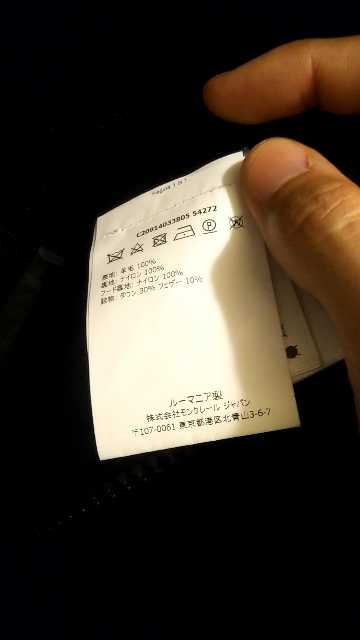 C20914033805 54272
表地: 羊毛 100%
裏地: ナイロン 100%
フード裏地: ナイロン 100%
詰物: ダウン 90% フェザー 10%
ルーマニア製
株式会社モンクレール ジャパン
〒107-0061 東京都港区北青山3-6-7